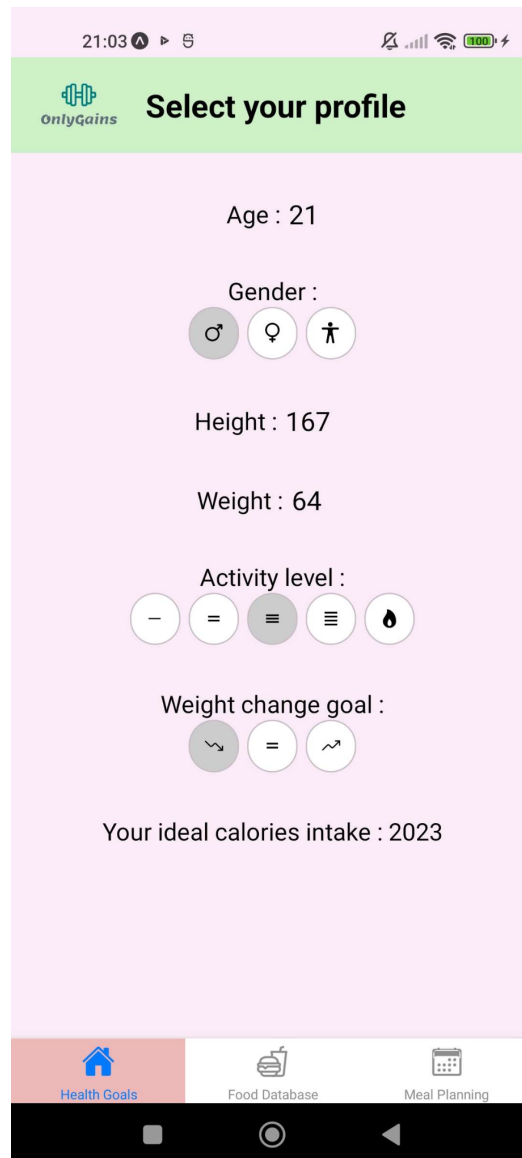 21:03
100
OnlyGains
Select your profile
Age : 21
Gender :
Height : 167
Weight : 64
Activity level :
Weight change goal :
Your ideal calories intake : 2023
Health Goals
Food Database
Meal Planning